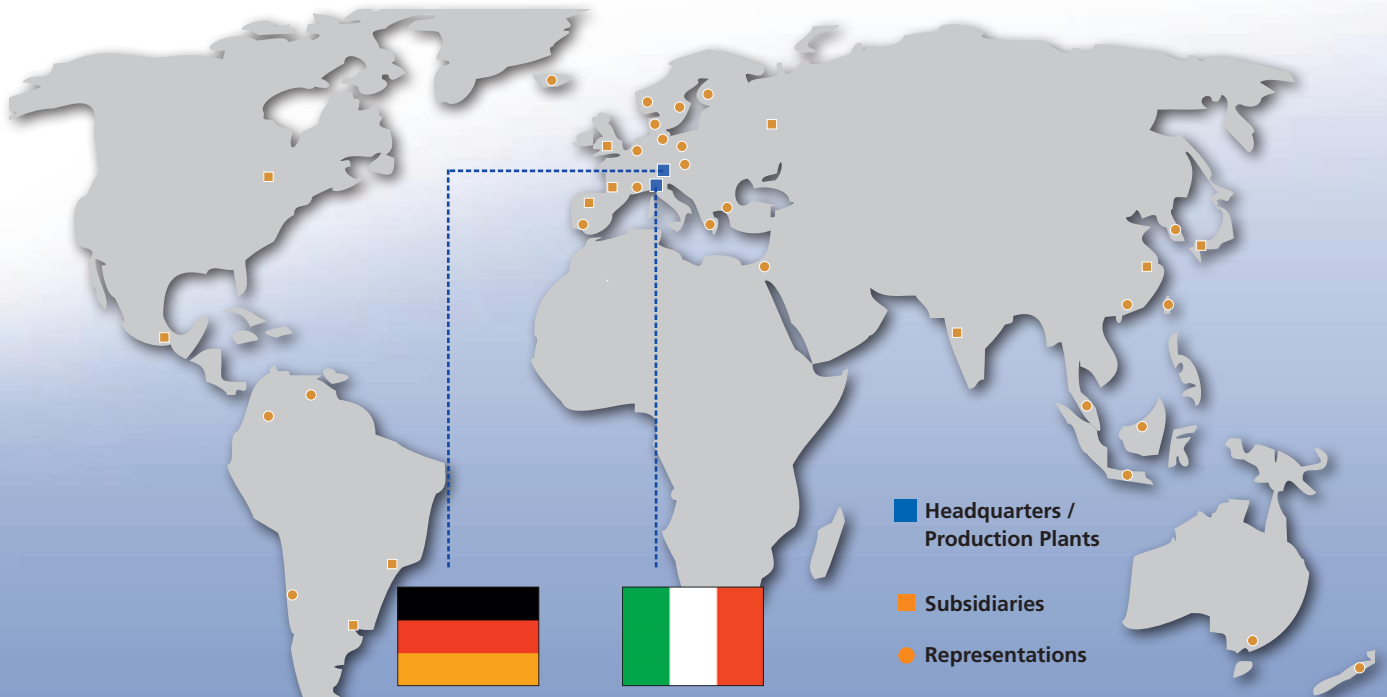 Headquarters /
Production Plants
Subsidiaries
Representations